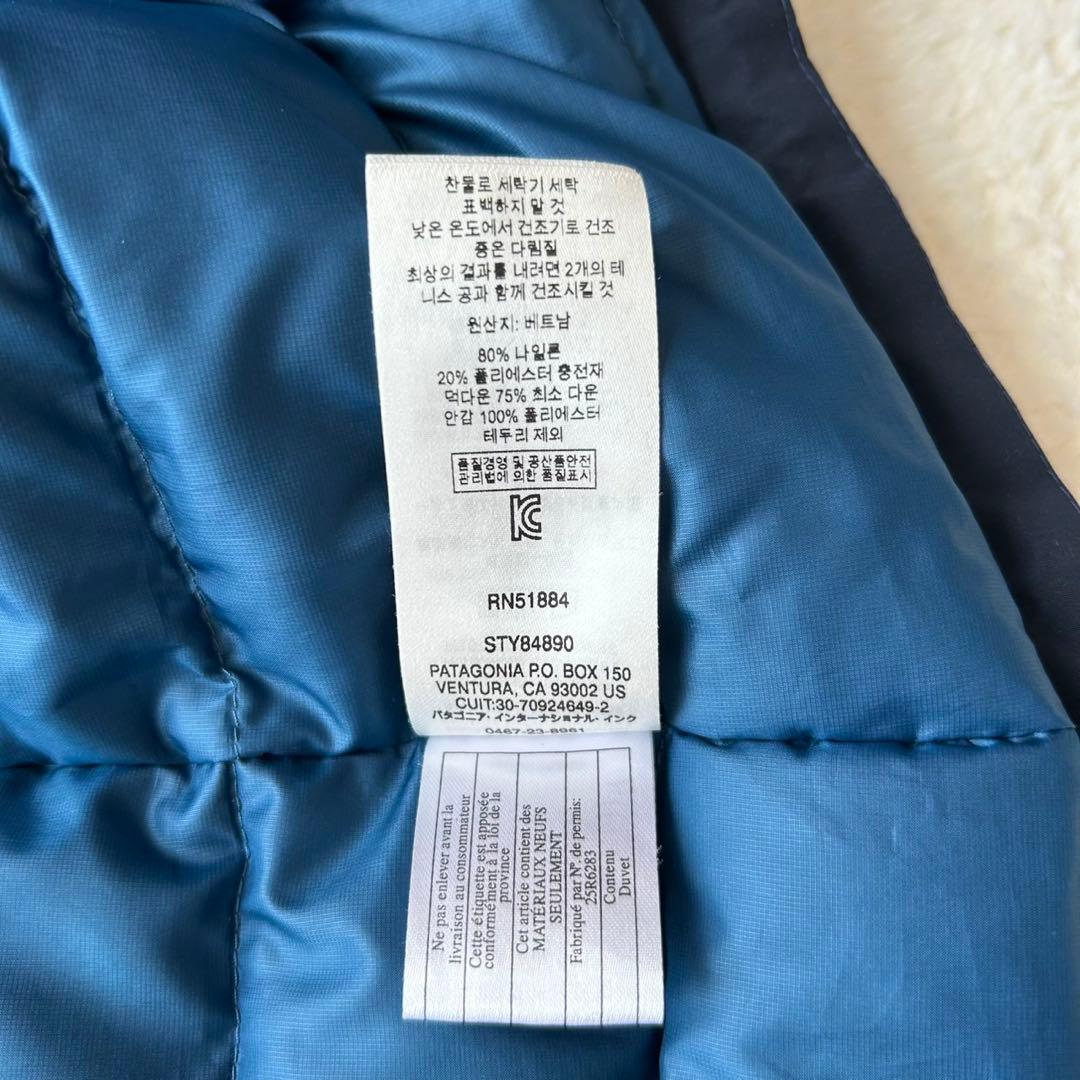 찬물로 세탁기 세탁
표백하지 말 것
낮은 온도에서 건조기로 건조
중온 다림질
최상의 결과를 내려면 2개의 테
니스 공과 함께 건조시킬 것
원산지: 베트남
80% 나일론
20% 폴리에스터 충전재
먹다운 75% 최소 다운
안감 100% 폴리에스터
테두리 제외
품질경영 및 공산품안전
관리법에 의한 품질표시
KC
RN51884
STY84890
PATAGONIA P.O. BOX 150
VENTURA, CA 93002 US
CUIT:30-70924649-2
パタゴニア・インターナショナル・インク
0467-23-8961
Ne pas enlever avant la
livraison au consommateur
Cette étiquette est apposée
conformément à la loi de la
province
Cet article contient des
MATÉRIAUX NEUFS
SEULEMENT
Fabriqué par Nº. de permis:
25R6283
Contenu
Duvet